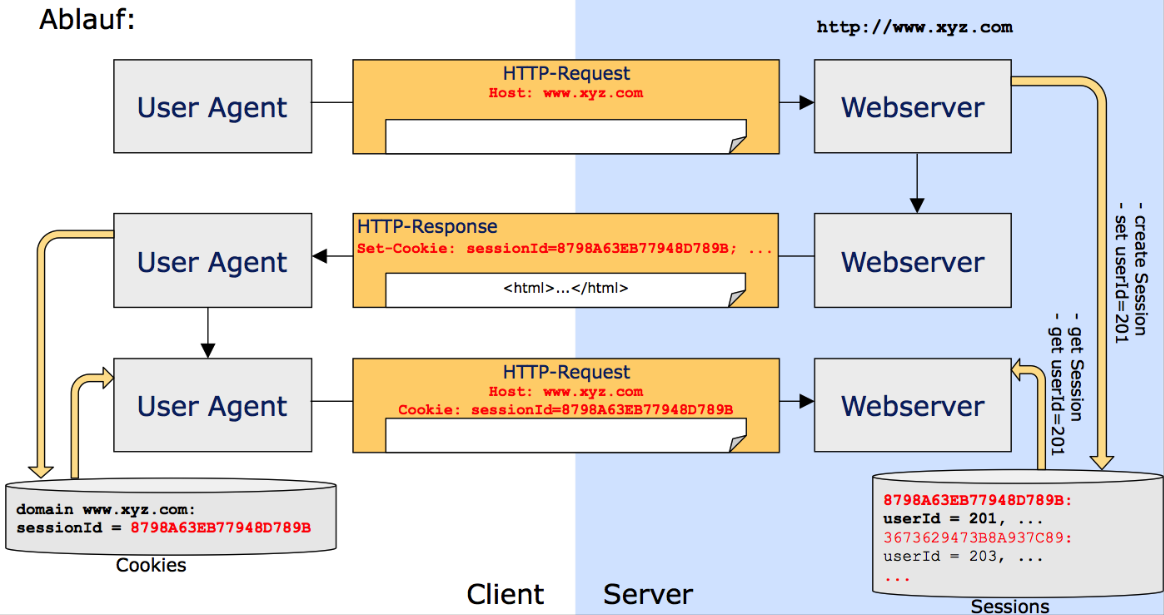 Ablauf:
http://www.xyz.com
User Agent
HTTP-Request
Host: www.xyz.com
Webserver
- create Session
- set userId=201
User Agent
HTTP-Response
Set-Cookie: sessionId=8798A63EB77948D789B; ...
<html>...</html>
Webserver
- get Session
- get userId=201
User Agent
HTTP-Request
Host: www.xyz.com
Cookie: sessionId=8798A63EB77948D789B
Webserver
domain www.xyz.com:
sessionId = 8798A63EB77948D789B
Cookies
8798A63EB77948D789B:
userId = 201, ...
3673629473B8A937C89:
userId = 203, ...
...
Sessions
Client
Server